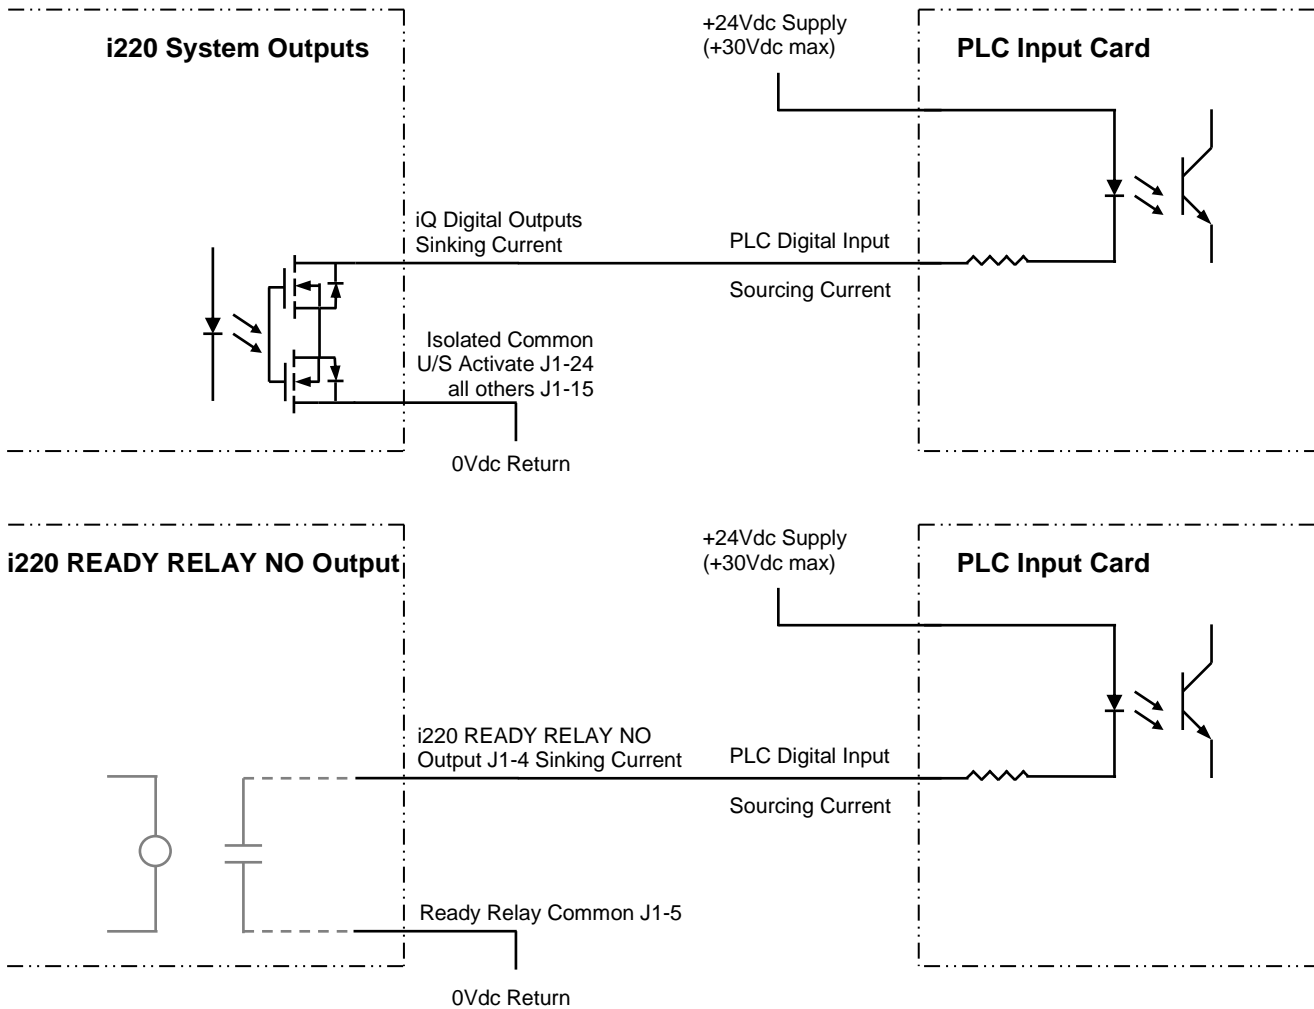 i220 System Outputs
+24Vdc Supply
(+30Vdc max)
PLC Input Card
iQ Digital Outputs
Sinking Current
PLC Digital Input
Sourcing Current
Isolated Common
U/S Activate J1-24
all others J1-15
0Vdc Return
i220 READY RELAY NO Output
+24Vdc Supply
(+30Vdc max)
PLC Input Card
i220 READY RELAY NO
Output J1-4 Sinking Current
PLC Digital Input
Sourcing Current
Ready Relay Common J1-5
0Vdc Return